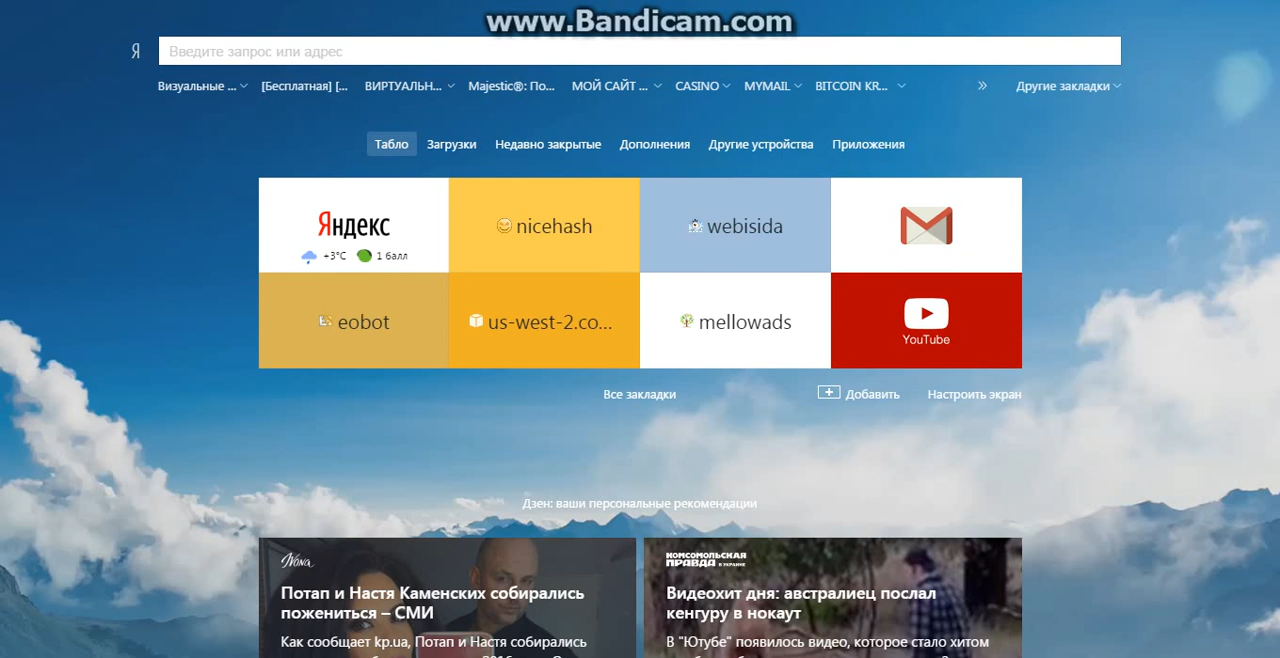 www.Bandicam.com
Я Введите запрос или адрес
Визуальные ... [Бесплатная] [... ВИРТУАЛЬН... Majestic®: По... МОЙ САЙТ ... CASINO MYMAIL BITCOIN KR... » Другие закладки
Табло Загрузки Недавно закрытые Дополнения Другие устройства Приложения
Яндекс nicehash webisida
+3°C 1 балл
eobot us-west-2.co... mellowads YouTube
Все закладки Добавить Настроить экран
Дзен: ваши персональные рекомендации
Nona
Потап и Настя Каменских собирались
пожениться – СМИ
Как сообщает kp.ua, Потап и Настя собирались
КОМСОМОЛЬСКАЯ
ПРАВДА В УКРАИНЕ
Видеохит дня: австралиец послал
кенгуру в нокаут
В "Ютубе" появилось видео, которое стало хитом